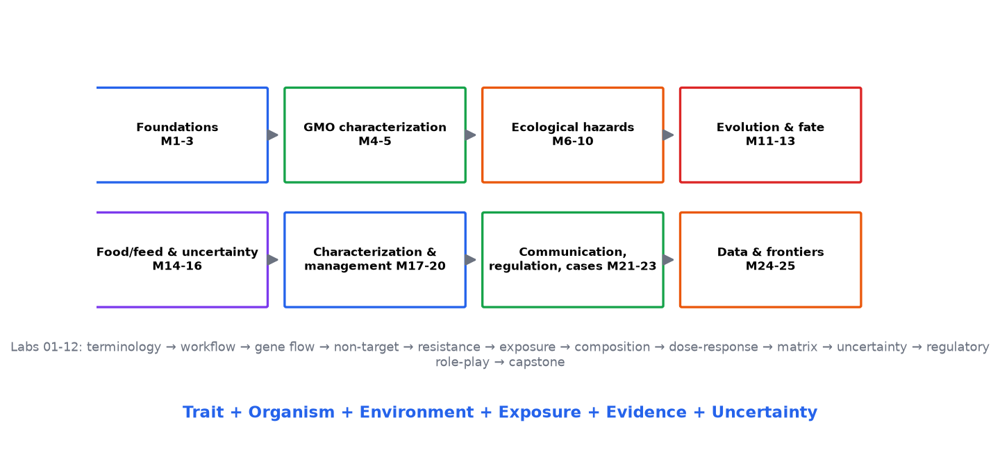 Foundations
M1-3
GMO characterization
M4-5
Ecological hazards
M6-10
Evolution & fate
M11-13
Food/feed & uncertainty
M14-16
Characterization &
management M17-20
Communication,
regulation, cases M21-23
Data & frontiers
M24-25
Labs 01-12: terminology → workflow → gene flow → non-target → resistance → exposure → composition → dose-response → matrix → uncertainty → regulatory
role-play → capstone
Trait + Organism + Environment + Exposure + Evidence + Uncertainty